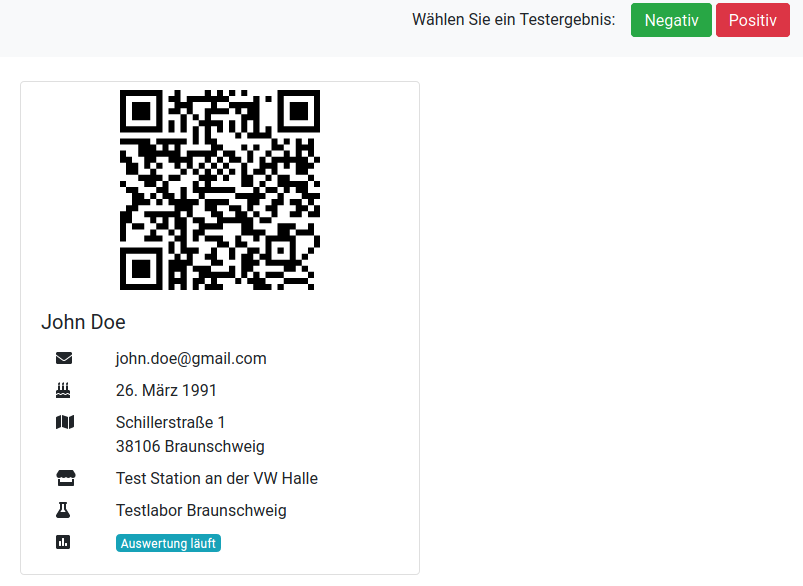 Wählen Sie ein Testergebnis: Negativ Positiv
John Doe
john.doe@gmail.com
26. März 1991
Schillerstraße 1
38106 Braunschweig
Test Station an der VW Halle
Testlabor Braunschweig
Auswertung läuft